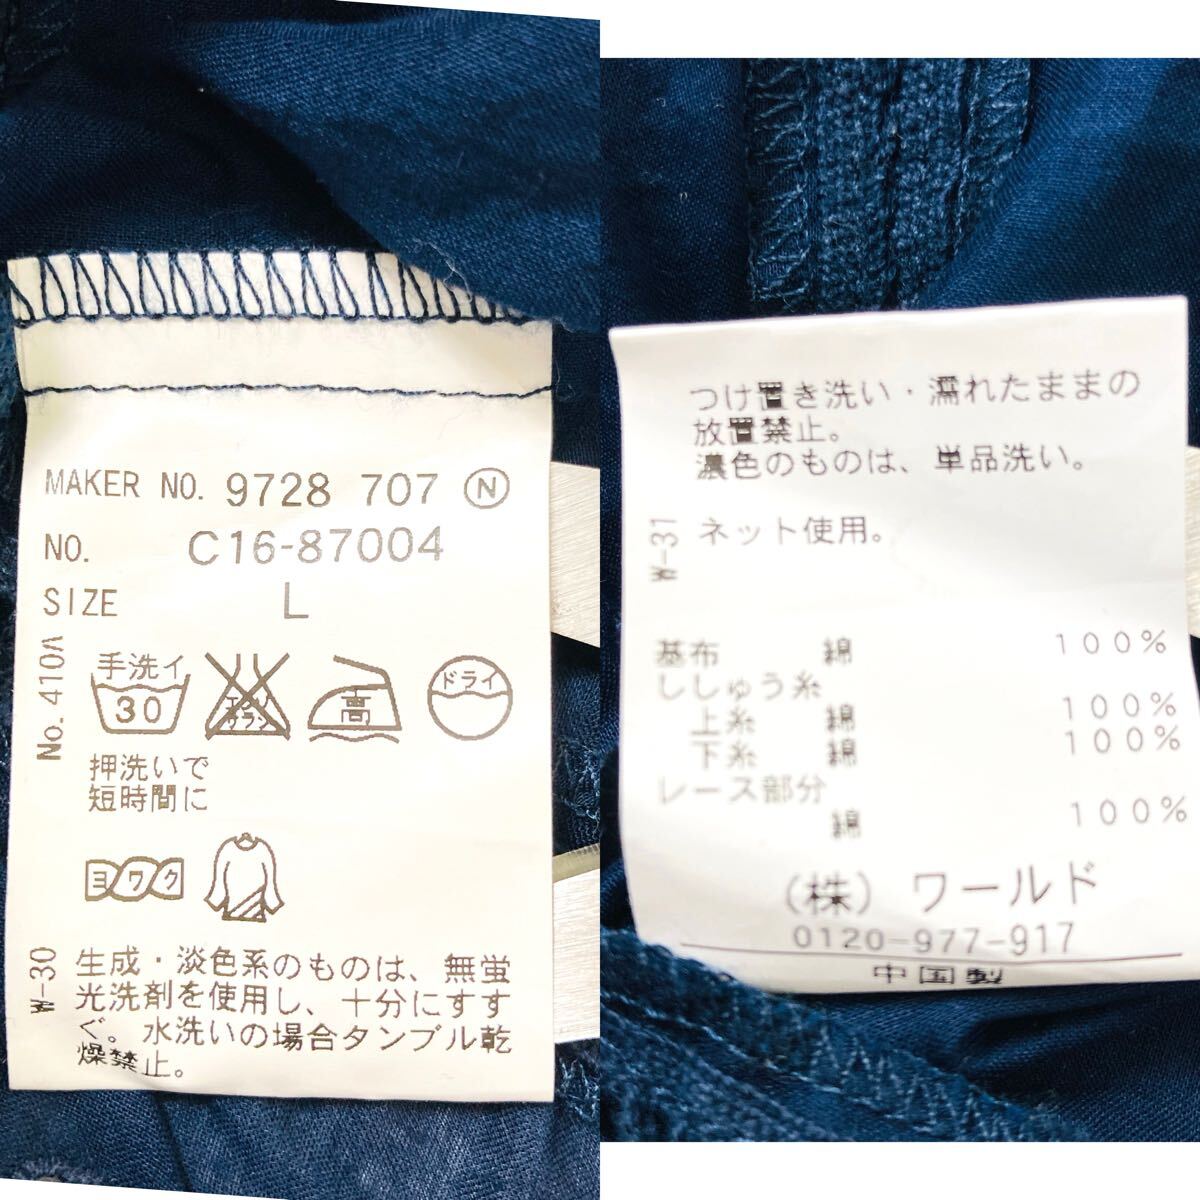 MAKER NO. 9728 707 Ⓝ
NO. C16-87004
SIZE L
No. 410A
手洗イ
30
エンソ
サラシ
高
ドライ
押洗いで
短時間に
ヨワク
W-30
生成・淡色系のものは、無蛍
光洗剤を使用し、十分にすす
ぐ。水洗いの場合タンブル乾
燥禁止。
つけ置き洗い・濡れたままの
放置禁止。
濃色のものは、単品洗い。
W-31
ネット使用。
基布 綿 100%
ししゅう糸
上糸 綿 100%
下糸 綿 100%
レース部分
綿 100%
(株) ワールド
0120-977-917
中国製